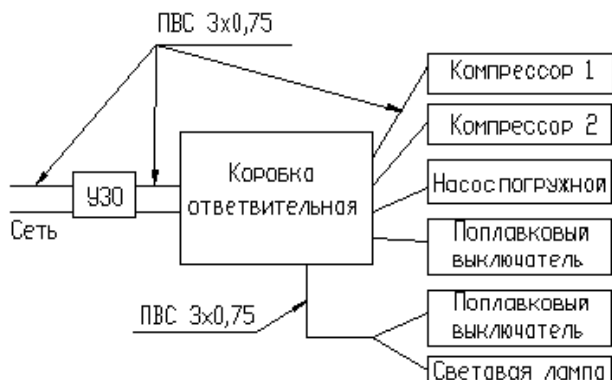 ПВС 3х0,75
Компрессор 1
Компрессор 2
Коробка
ответвительная
Насос погружной
УЗО
Сеть
Поплавковый
выключатель
ПВС 3х0,75
Поплавковый
выключатель
Световая лампа